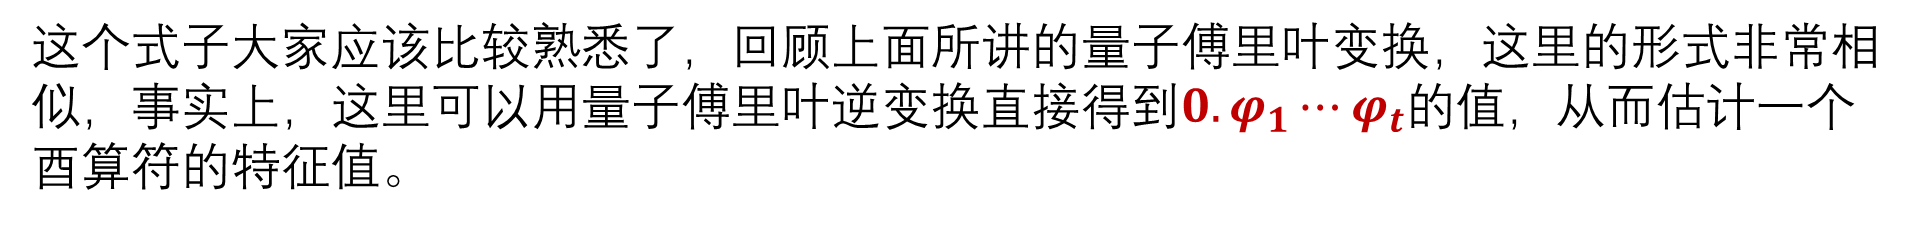 这个式子大家应该比较熟悉了，回顾上面所讲的量子傅里叶变换，这里的形式非常相
似，事实上，这里可以用量子傅里叶逆变换直接得到0.φ₁⋯φₜ的值，从而估计一个
酉算符的特征值。